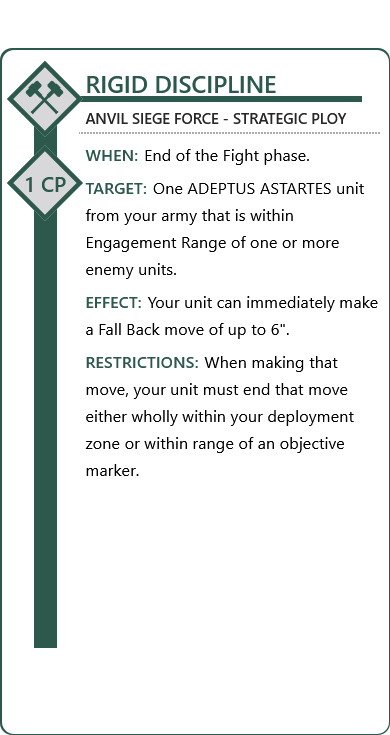 RIGID DISCIPLINE
ANVIL SIEGE FORCE - STRATEGIC PLOY
WHEN: End of the Fight phase.
1 CP
TARGET: One ADEPTUS ASTARTES unit
from your army that is within
Engagement Range of one or more
enemy units.
EFFECT: Your unit can immediately make
a Fall Back move of up to 6".
RESTRICTIONS: When making that
move, your unit must end that move
either wholly within your deployment
zone or within range of an objective
marker.